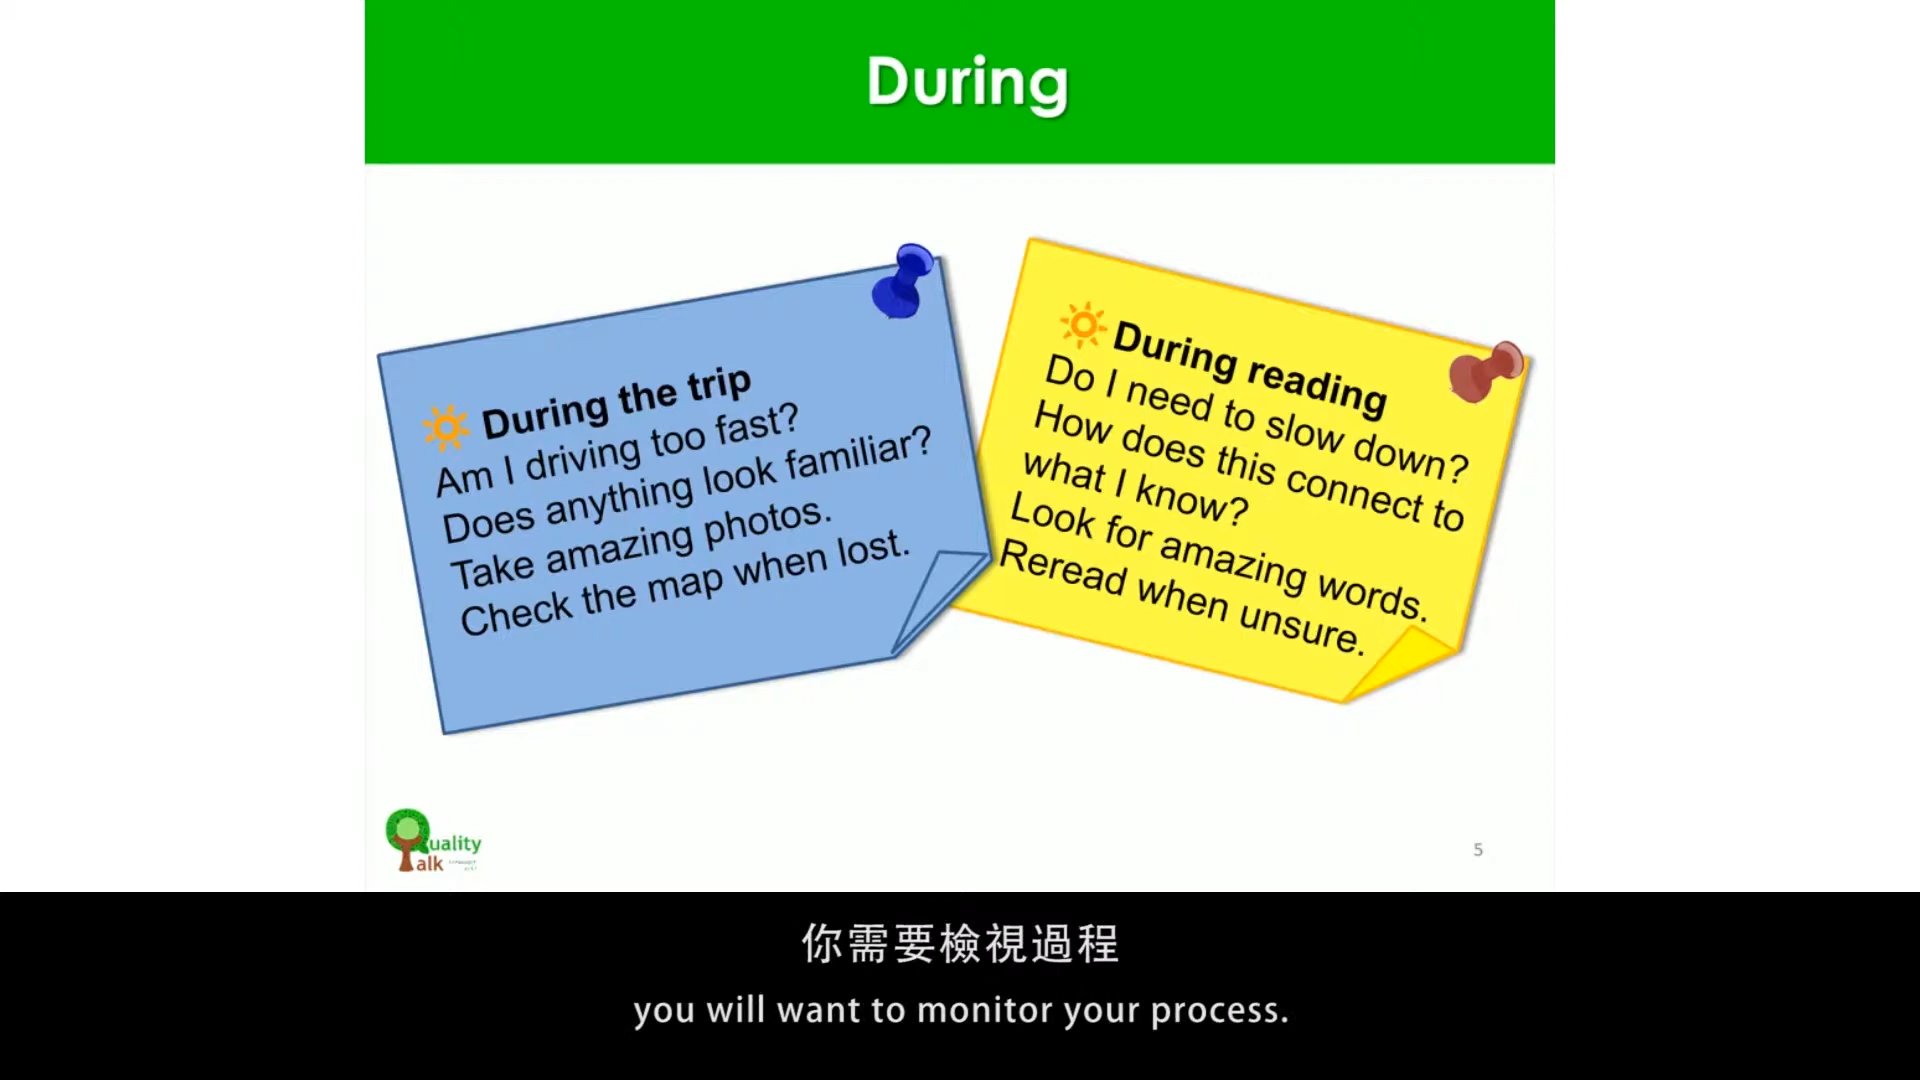 During
During the trip
Am I driving too fast?
Does anything look familiar?
Take amazing photos.
Check the map when lost.
During reading
Do I need to slow down?
How does this connect to
what I know?
Look for amazing words.
Reread when unsure.
Quality
Talk
5
你需要檢視過程
you will want to monitor your process.